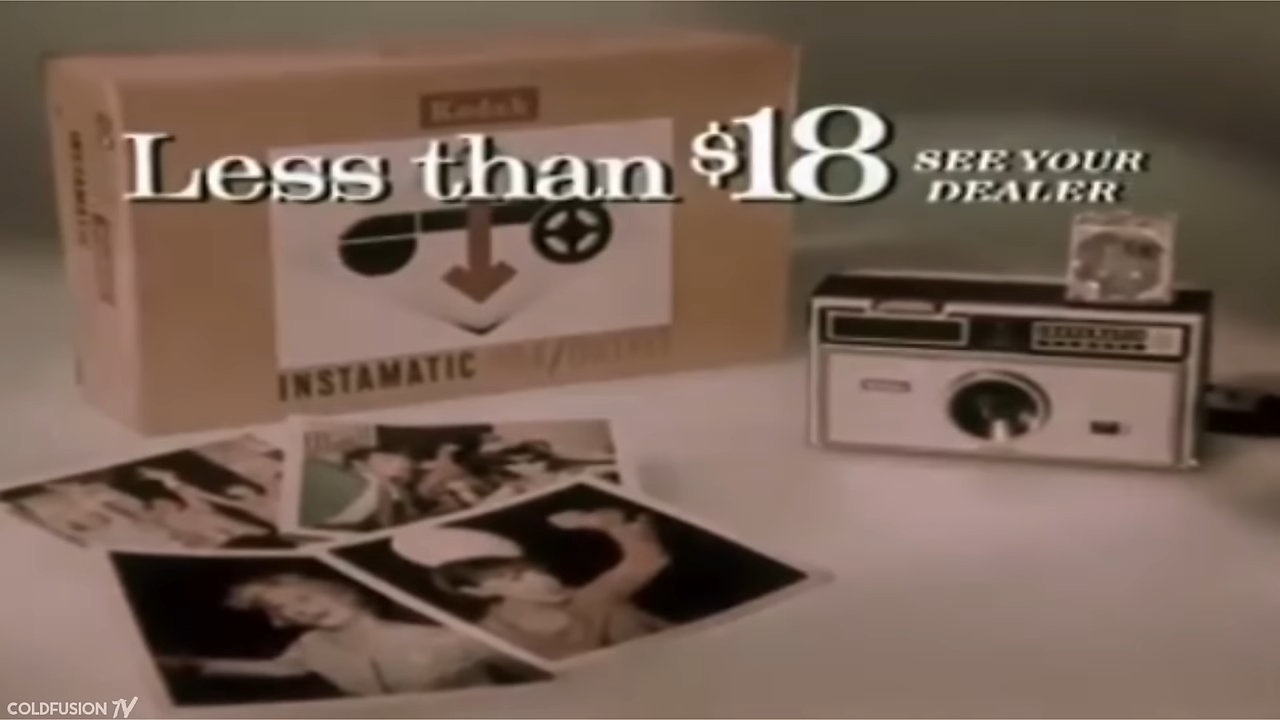 Kodak
Less than $18 SEE YOUR
DEALER
INSTAMATIC
COLDFUSION TV